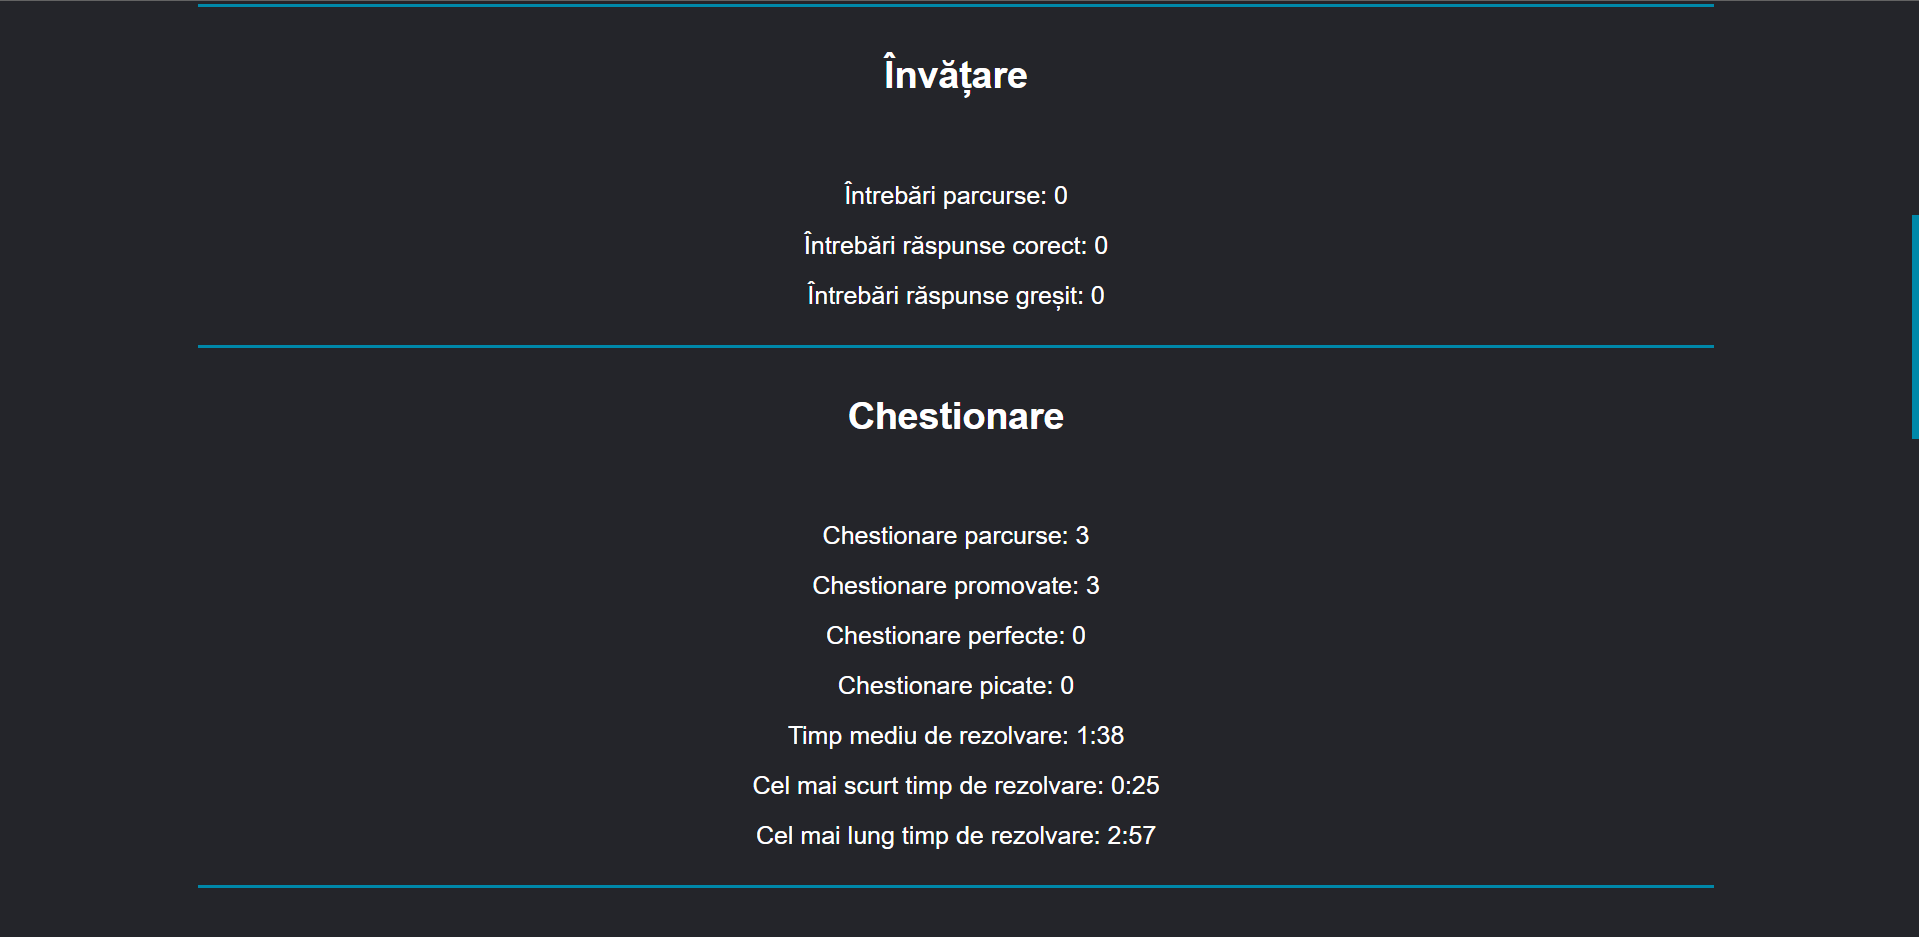 Învățare
Întrebări parcurse: 0
Întrebări răspunse corect: 0
Întrebări răspunse greșit: 0
Chestionare
Chestionare parcurse: 3
Chestionare promovate: 3
Chestionare perfecte: 0
Chestionare picate: 0
Timp mediu de rezolvare: 1:38
Cel mai scurt timp de rezolvare: 0:25
Cel mai lung timp de rezolvare: 2:57